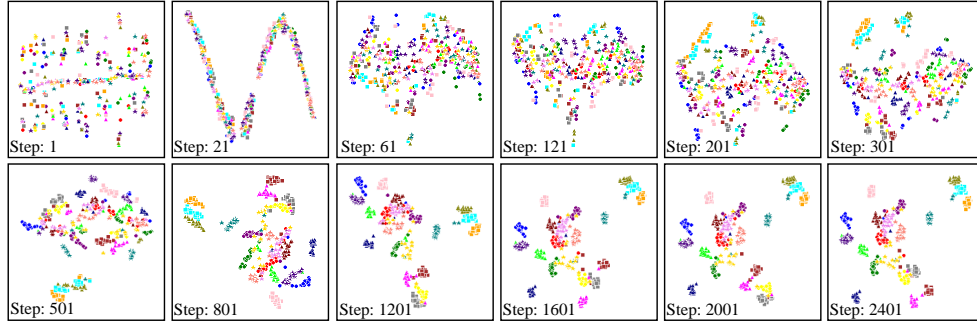 Step: 1
Step: 21
Step: 61
Step: 121
Step: 201
Step: 301
Step: 501
Step: 801
Step: 1201
Step: 1601
Step: 2001
Step: 2401